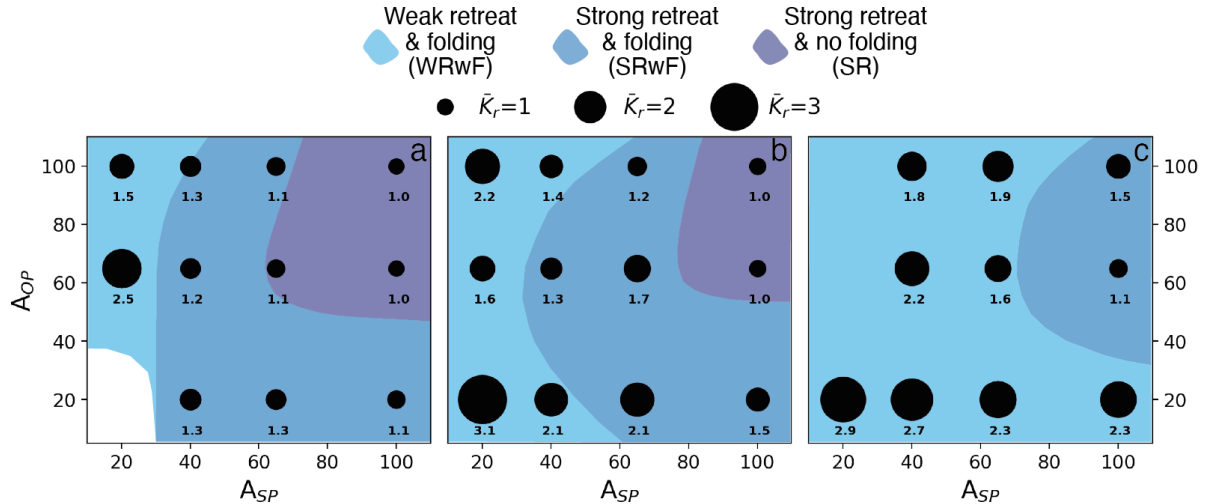 Weak retreat
& folding
(WRwF)
Strong retreat
& folding
(SRwF)
Strong retreat
& no folding
(SR)
K̄r=1
K̄r=2
K̄r=3
a
b
c
100
1.5 1.3 1.1 1.0
2.2 1.4 1.2 1.0
1.8 1.9 1.5
100
80
80
60
2.5 1.2 1.1 1.0
1.6 1.3 1.7 1.0
2.2 1.6 1.1
60
40
40
20
1.3 1.3 1.1
3.1 2.1 2.1 1.5
2.9 2.7 2.3 2.3
20
AOP
20 40 60 80 100
20 40 60 80 100
20 40 60 80 100
ASP
ASP
ASP